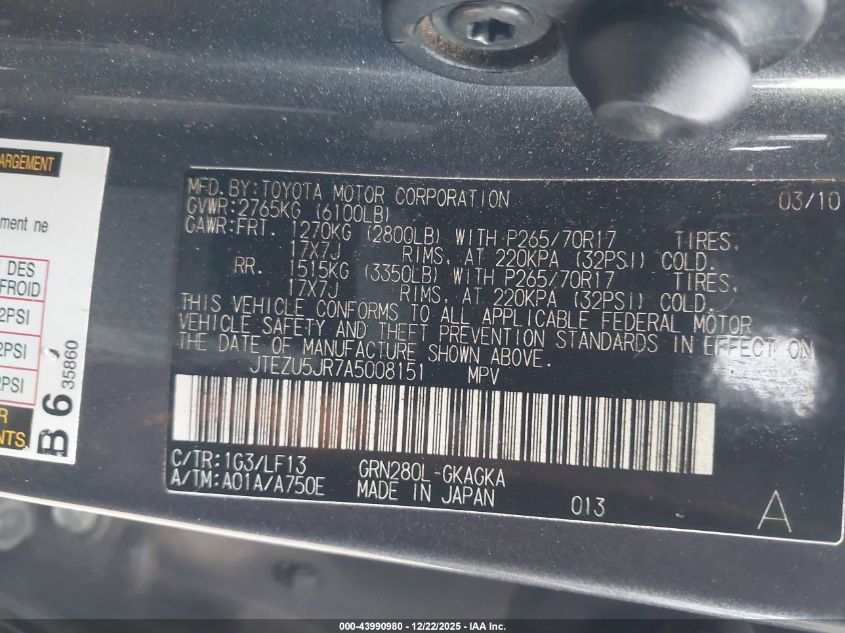 ARGEMENT
ement ne
DES
FROID
2PSI
2PSI
2PSI
R
NTS.
B6 35860
MFD. BY:TOYOTA MOTOR CORPORATION 03/10
GVWR:2765KG (6100LB)
GAWR:FRT. 1270KG (2800LB) WITH P265/70R17 TIRES,
17X7J RIMS, AT 220KPA (32PSI) COLD.
RR. 1515KG (3350LB) WITH P265/70R17 TIRES,
17X7J RIMS, AT 220KPA (32PSI) COLD.
THIS VEHICLE CONFORMS TO ALL APPLICABLE FEDERAL MOTOR
VEHICLE SAFETY AND THEFT PREVENTION STANDARDS IN EFFECT ON
THE DATE OF MANUFACTURE SHOWN ABOVE.
JTEZU5JR7A5008151 MPV
C/TR:1G3/LF13 GRN280L-GKAGKA
A/TM:A01A/A750E MADE IN JAPAN 013 A
000-43990980 - 12/22/2025 - IAA Inc.